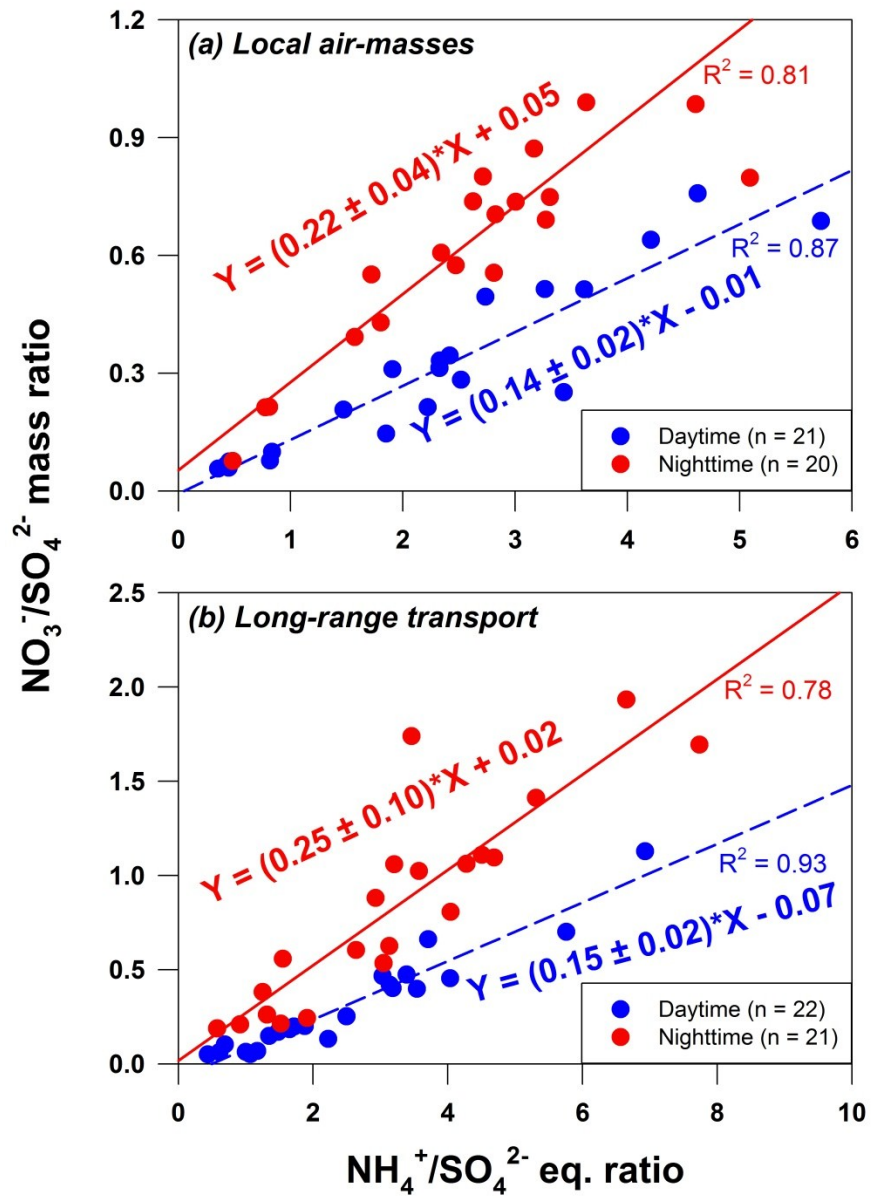 NO₃⁻/SO₄²⁻ mass ratio
(a) Local air-masses
1.2
0.9
0.6
0.3
0.0
Y = (0.22 ± 0.04)*X + 0.05
R² = 0.81
R² = 0.87
Y = (0.14 ± 0.02)*X - 0.01
Daytime (n = 21)
Nighttime (n = 20)
0 1 2 3 4 5 6
(b) Long-range transport
2.5
2.0
1.5
1.0
0.5
0.0
Y = (0.25 ± 0.10)*X + 0.02
R² = 0.78
R² = 0.93
Y = (0.15 ± 0.02)*X - 0.07
Daytime (n = 22)
Nighttime (n = 21)
0 2 4 6 8 10
NH₄⁺/SO₄²⁻ eq. ratio